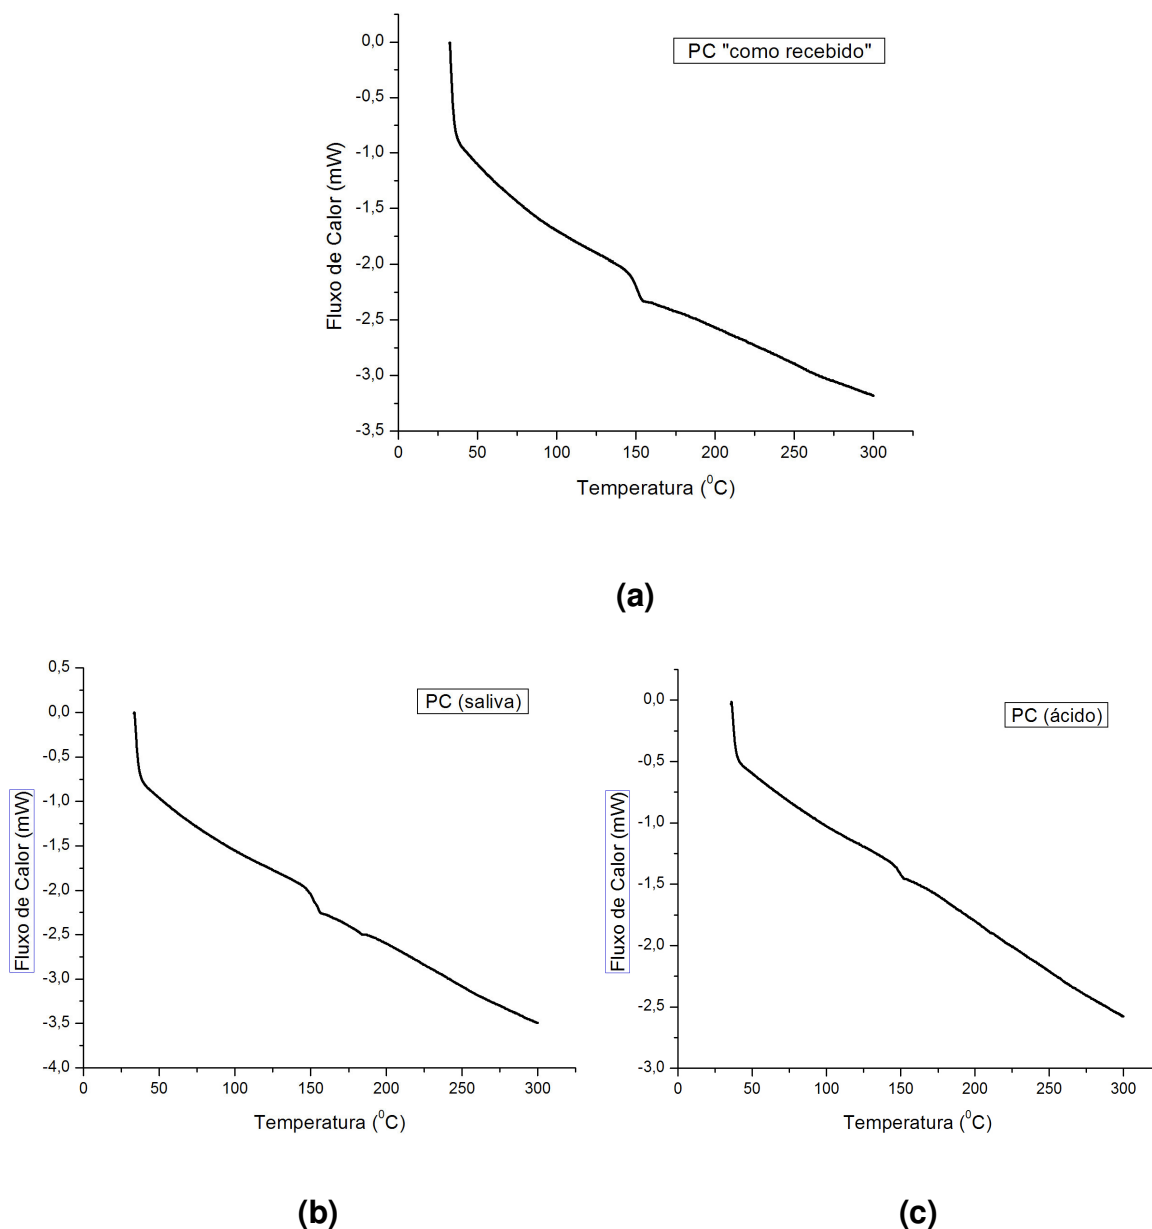 PC "como recebido"
Fluxo de Calor (mW)
0,0
-0,5
-1,0
-1,5
-2,0
-2,5
-3,0
-3,5
0 50 100 150 200 250 300
Temperatura (⁰C)
(a)
PC (saliva)
Fluxo de Calor (mW)
0,5
0,0
-0,5
-1,0
-1,5
-2,0
-2,5
-3,0
-3,5
-4,0
0 50 100 150 200 250 300
Temperatura (⁰C)
(b)
PC (ácido)
Fluxo de Calor (mW)
0,0
-0,5
-1,0
-1,5
-2,0
-2,5
-3,0
0 50 100 150 200 250 300
Temperatura (⁰C)
(c)